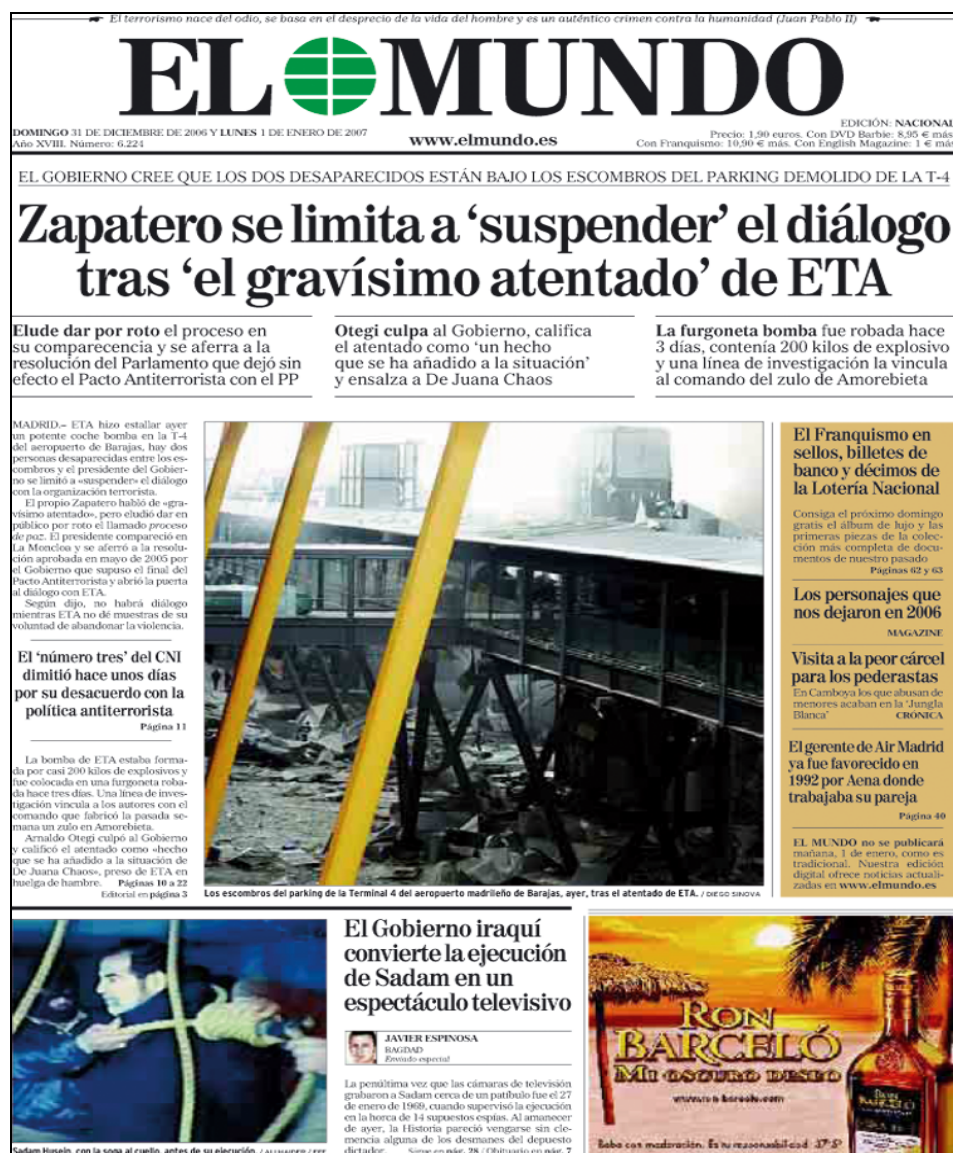 El terrorismo nace del odio, se basa en el desprecio de la vida del hombre y es un auténtico crimen contra la humanidad (Juan Pablo II)
EL MUNDO
DOMINGO 31 DE DICIEMBRE DE 2006 Y LUNES 1 DE ENERO DE 2007
Año XVIII. Número: 6.224
www.elmundo.es
EDICIÓN: NACIONAL
Precio: 1,90 euros. Con DVD Barbie: 8,95 € más
Con Franquismo: 10,90 € más. Con English Magazine: 1 € más
EL GOBIERNO CREE QUE LOS DOS DESAPARECIDOS ESTÁN BAJO LOS ESCOMBROS DEL PARKING DEMOLIDO DE LA T-4
Zapatero se limita a ‘suspender’ el diálogo
tras ‘el gravísimo atentado’ de ETA
Elude dar por roto el proceso en
su comparecencia y se aferra a la
resolución del Parlamento que dejó sin
efecto el Pacto Antiterrorista con el PP
Otegi culpa al Gobierno, califica
el atentado como ‘un hecho
que se ha añadido a la situación’
y ensalza a De Juana Chaos
La furgoneta bomba fue robada hace
3 días, contenía 200 kilos de explosivo
y una línea de investigación la vincula
al comando del zulo de Amorebieta
MADRID.– ETA hizo estallar ayer
un potente coche bomba en la T-4
del aeropuerto de Barajas, hay dos
personas desaparecidas entre los es-
combros y el presidente del Gobier-
no se limitó a «suspender» el diálogo
con la organización terrorista.
El propio Zapatero habló de «gra-
vísimo atentado», pero eludió dar en
público por roto el llamado proceso
de paz. El presidente compareció en
La Moncloa y se aferró a la resolu-
ción aprobada en mayo de 2005 por
el Gobierno que supuso el final del
Pacto Antiterrorista y abrió la puerta
al diálogo con ETA.
Según dijo, no habrá diálogo
mientras ETA no dé muestras de su
voluntad de abandonar la violencia.
El ‘número tres’ del CNI
dimitió hace unos días
por su desacuerdo con la
política antiterrorista
Página 11
La bomba de ETA estaba forma-
da por casi 200 kilos de explosivos y
fue colocada en una furgoneta roba-
da hace tres días. Una línea de inves-
tigación vincula a los autores con el
comando que fabricó la pasada se-
mana un zulo en Amorebieta.
Arnaldo Otegi culpó al Gobierno
y calificó el atentado como «hecho
que se ha añadido a la situación de
De Juana Chaos», preso de ETA en
huelga de hambre. Páginas 10 a 22
Editorial en página 3
Los escombros del parking de la Terminal 4 del aeropuerto madrileño de Barajas, ayer, tras el atentado de ETA. / DIEGO SINOVA
El Franquismo en
sellos, billetes de
banco y décimos de
la Lotería Nacional
Consiga el próximo domingo
gratis el álbum de lujo y las
primeras piezas de la colec-
ción más completa de docu-
mentos de nuestro pasado
Páginas 62 y 63
Los personajes que
nos dejaron en 2006
MAGAZINE
Visita a la peor cárcel
para los pederastas
En Camboya los que abusan de
menores acaban en la ‘Jungla
Blanca’ CRÓNICA
El gerente de Air Madrid
ya fue favorecido en
1992 por Aena donde
trabajaba su pareja
Página 40
EL MUNDO no se publicará
mañana, 1 de enero, como es
tradicional. Nuestra edición
digital ofrece noticias actuali-
zadas en www.elmundo.es
Sadam Husein, con la soga al cuello, antes de su ejecución.
El Gobierno iraquí
convierte la ejecución
de Sadam en un
espectáculo televisivo
JAVIER ESPINOSA
BAGDAD
Enviado especial
La penúltima vez que las cámaras de televisión
grabaron a Sadam cerca de un patíbulo fue el 27
de enero de 1969, cuando supervisó la ejecución
en la horca de 14 supuestos espías. Al amanecer
de ayer, la Historia pareció vengarse sin cle-
mencia alguna de los desmanes del depuesto
dictador. Sigue en pág. 28 / Obituario en pág. 7
RON
BARCELÓ
MI OSCURO DESEO
www.ron-barcelo.com
RON
BARCELÓ
Beba con moderación. Es tu responsabilidad 37'5º